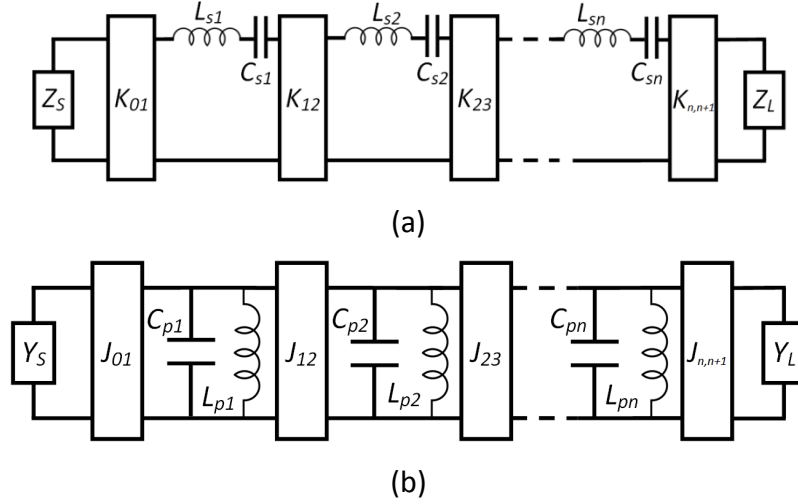 L_s1 L_s2 L_sn
Z_S K_01 C_s1 K_12 C_s2 K_23 C_sn K_n,n+1 Z_L
(a)
Y_S J_01 C_p1 L_p1 J_12 C_p2 L_p2 J_23 C_pn L_pn J_n,n+1 Y_L
(b)